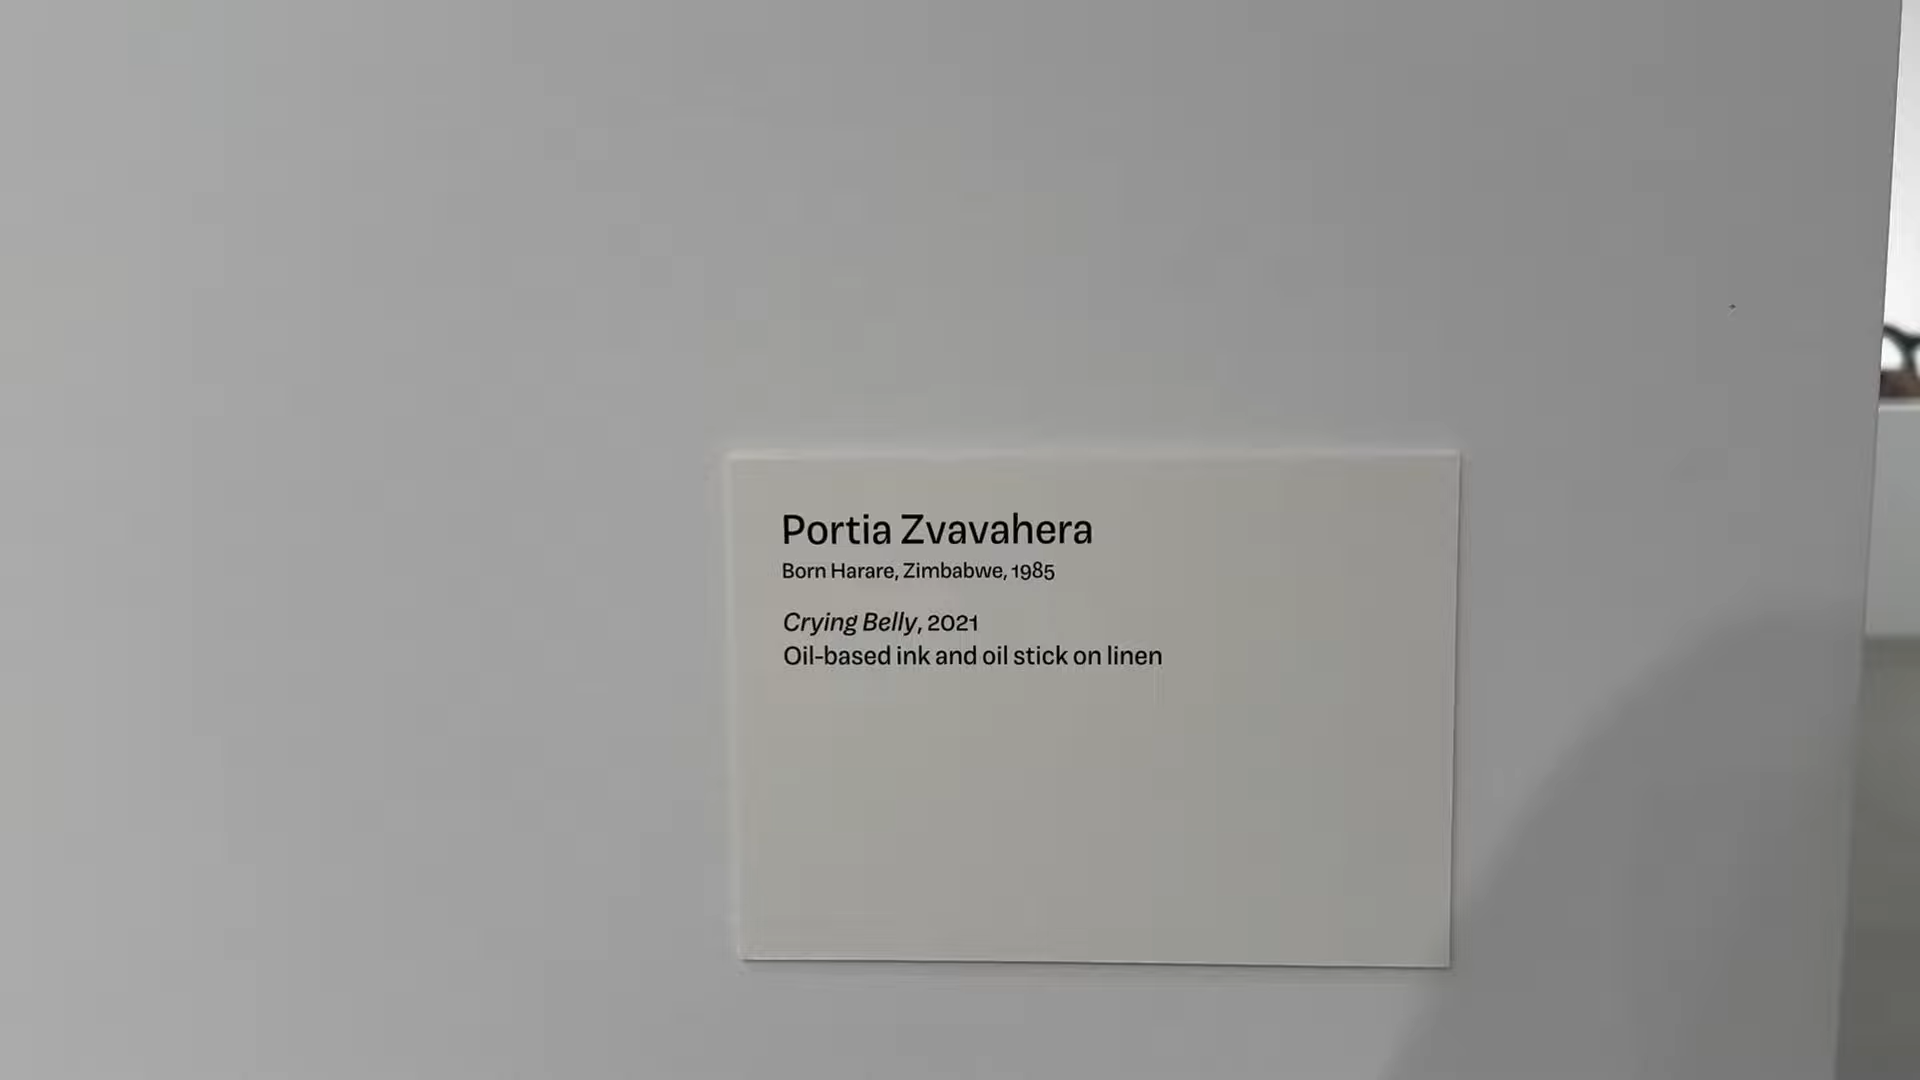 Portia Zvavahera
Born Harare, Zimbabwe, 1985
Crying Belly, 2021
Oil-based ink and oil stick on linen